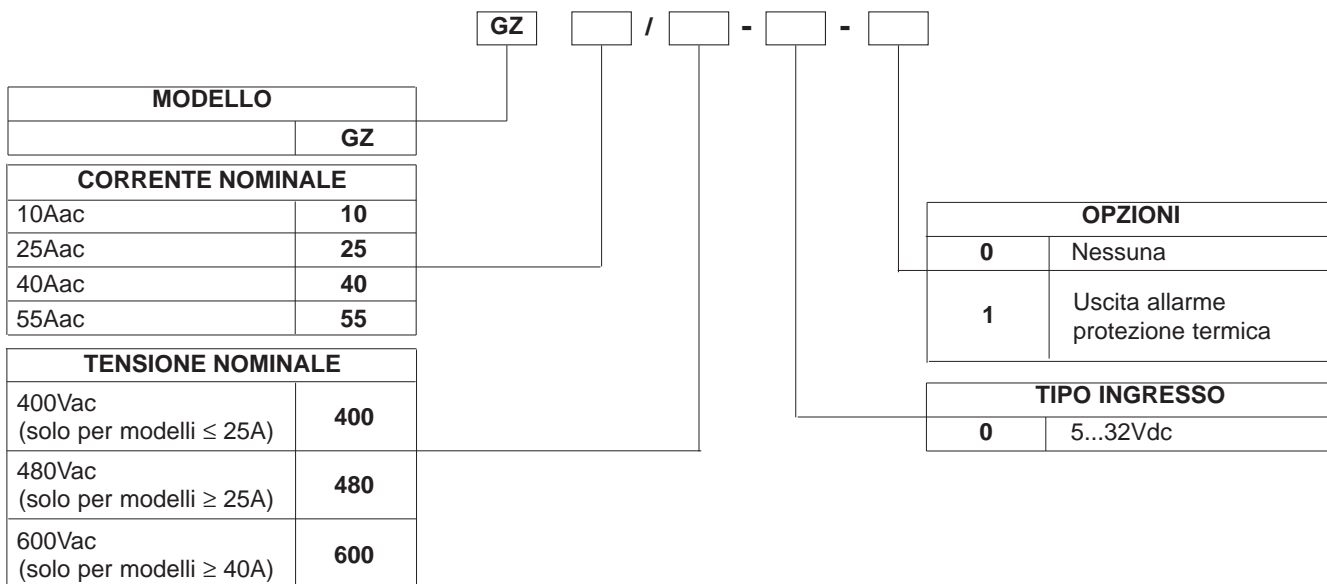 GZ / - -
MODELLO
GZ
CORRENTE NOMINALE
10Aac 10
25Aac 25
40Aac 40
55Aac 55
TENSIONE NOMINALE
400Vac
(solo per modelli ≤ 25A) 400
480Vac
(solo per modelli ≥ 25A) 480
600Vac
(solo per modelli ≥ 40A) 600
OPZIONI
0 Nessuna
1 Uscita allarme
protezione termica
TIPO INGRESSO
0 5...32Vdc